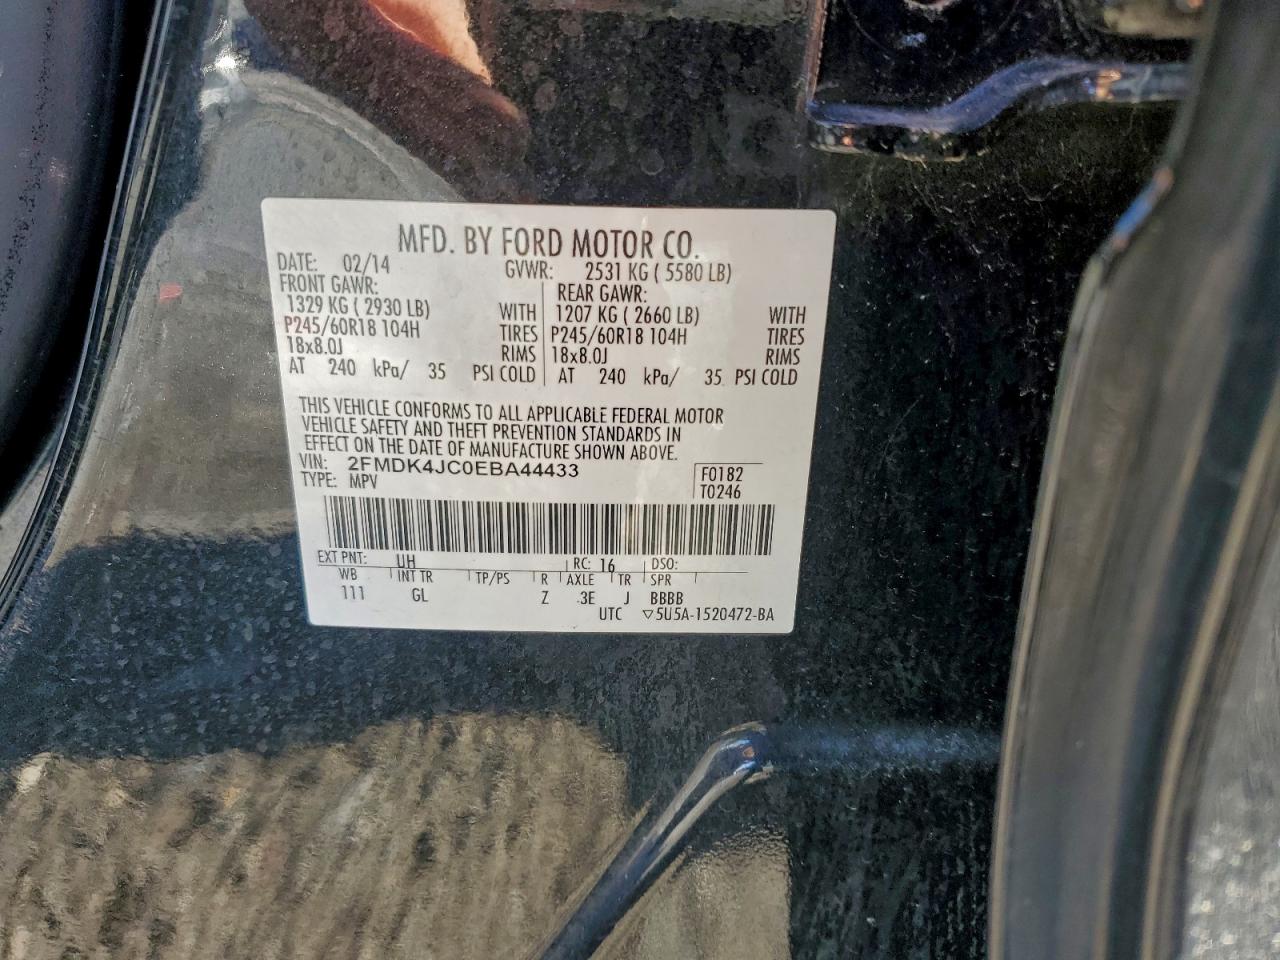 MFD. BY FORD MOTOR CO.
DATE: 02/14 GVWR: 2531 KG ( 5580 LB)
FRONT GAWR: REAR GAWR:
1329 KG ( 2930 LB) WITH 1207 KG ( 2660 LB) WITH
P245/60R18 104H TIRES P245/60R18 104H TIRES
18x8.0J RIMS 18x8.0J RIMS
AT 240 kPa/ 35 PSI COLD AT 240 kPa/ 35 PSI COLD
THIS VEHICLE CONFORMS TO ALL APPLICABLE FEDERAL MOTOR
VEHICLE SAFETY AND THEFT PREVENTION STANDARDS IN
EFFECT ON THE DATE OF MANUFACTURE SHOWN ABOVE.
VIN: 2FMDK4JC0EBA44433 F0182
TYPE: MPV T0246
EXT PNT: UH RC: 16 DSO:
WB INT TR TP/PS R AXLE TR SPR
111 GL Z .3E J BBBB
UTC ▽5U5A-1520472-BA